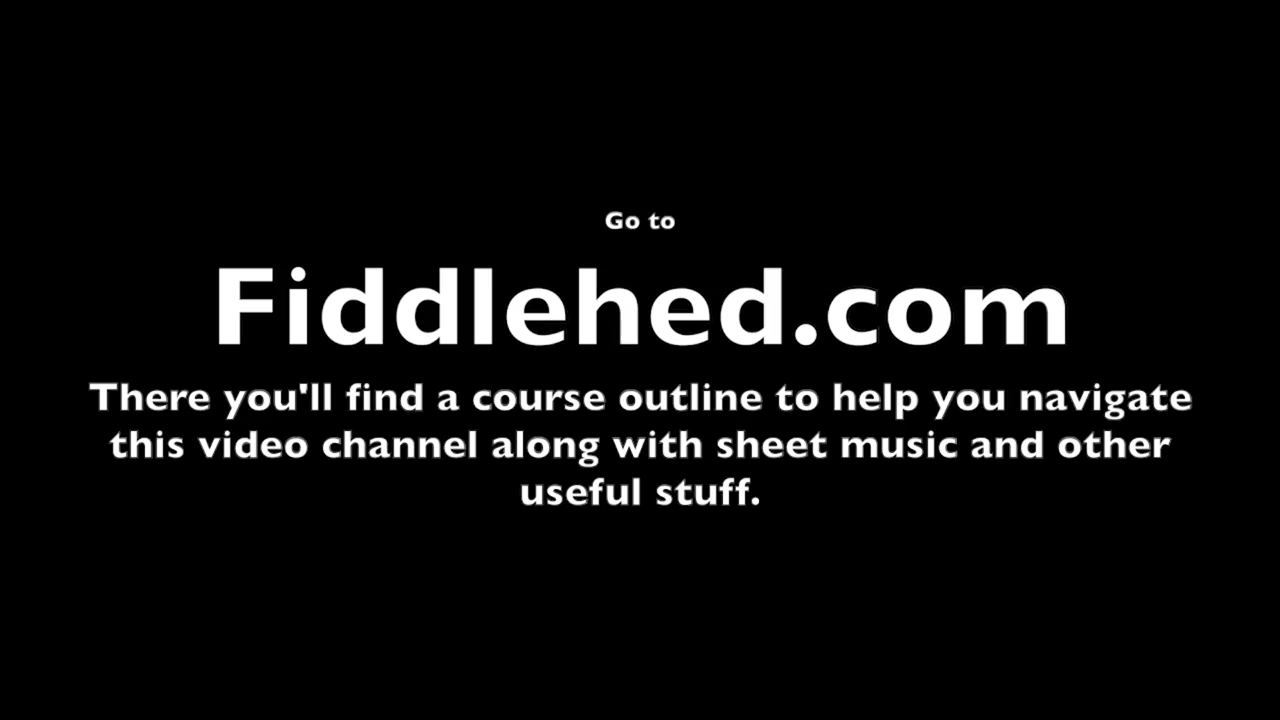 Go to
Fiddlehed.com
There you'll find a course outline to help you navigate
this video channel along with sheet music and other
useful stuff.